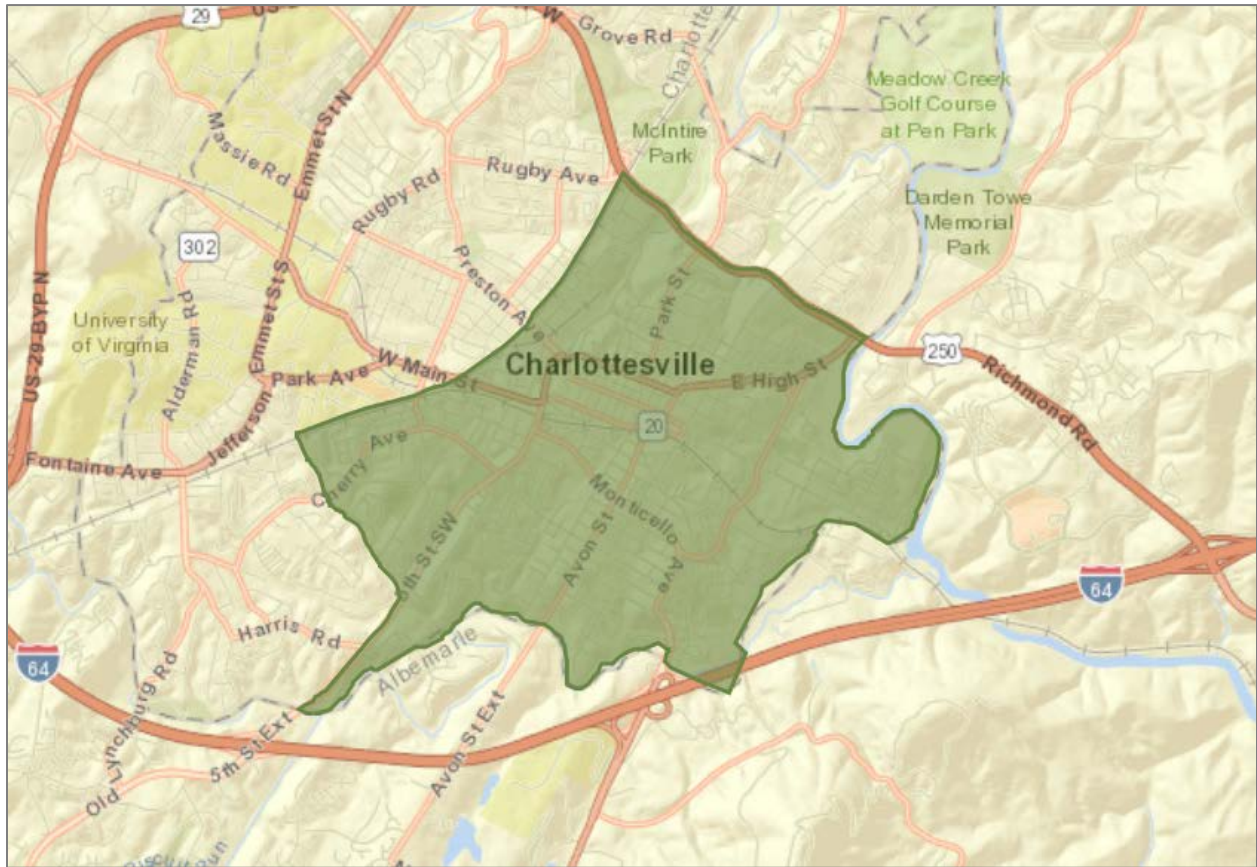 29
Grove Rd
Charlotte
Meadow Creek
Golf Course
at Pen Park
McIntire
Park
Massie Rd
Emmet St N
Rugby Ave
Rugby Rd
Darden Towe
Memorial
Park
302
Preston Ave
Park St
University
of Virginia
Alderman Rd
US-29 BYP N
Jefferson
Emmet St S
Park Ave
W Main St
Charlottesville
E High St
250
Richmond Rd
20
Fontaine Ave
Cherry Ave
Monticello Ave
Avon St
St SW
64
Harris Rd
Albemarle
64
Old Lynchburg Rd
5th St Ext
Avon St Ext
Run